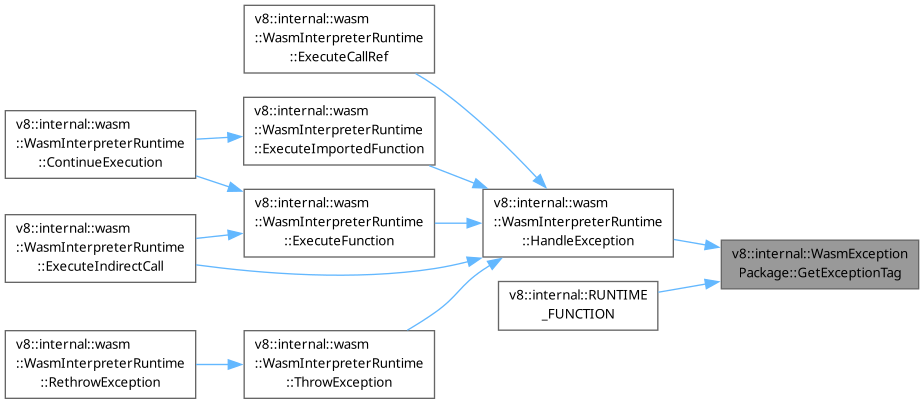 v8::internal::wasm
::WasmInterpreterRuntime
::ExecuteCallRef
v8::internal::wasm
::WasmInterpreterRuntime
::ExecuteImportedFunction
v8::internal::wasm
::WasmInterpreterRuntime
::ContinueExecution
v8::internal::wasm
::WasmInterpreterRuntime
::ExecuteFunction
v8::internal::wasm
::WasmInterpreterRuntime
::HandleException
v8::internal::wasm
::WasmInterpreterRuntime
::ExecuteIndirectCall
v8::internal::WasmException
Package::GetExceptionTag
v8::internal::RUNTIME
_FUNCTION
v8::internal::wasm
::WasmInterpreterRuntime
::RethrowException
v8::internal::wasm
::WasmInterpreterRuntime
::ThrowException